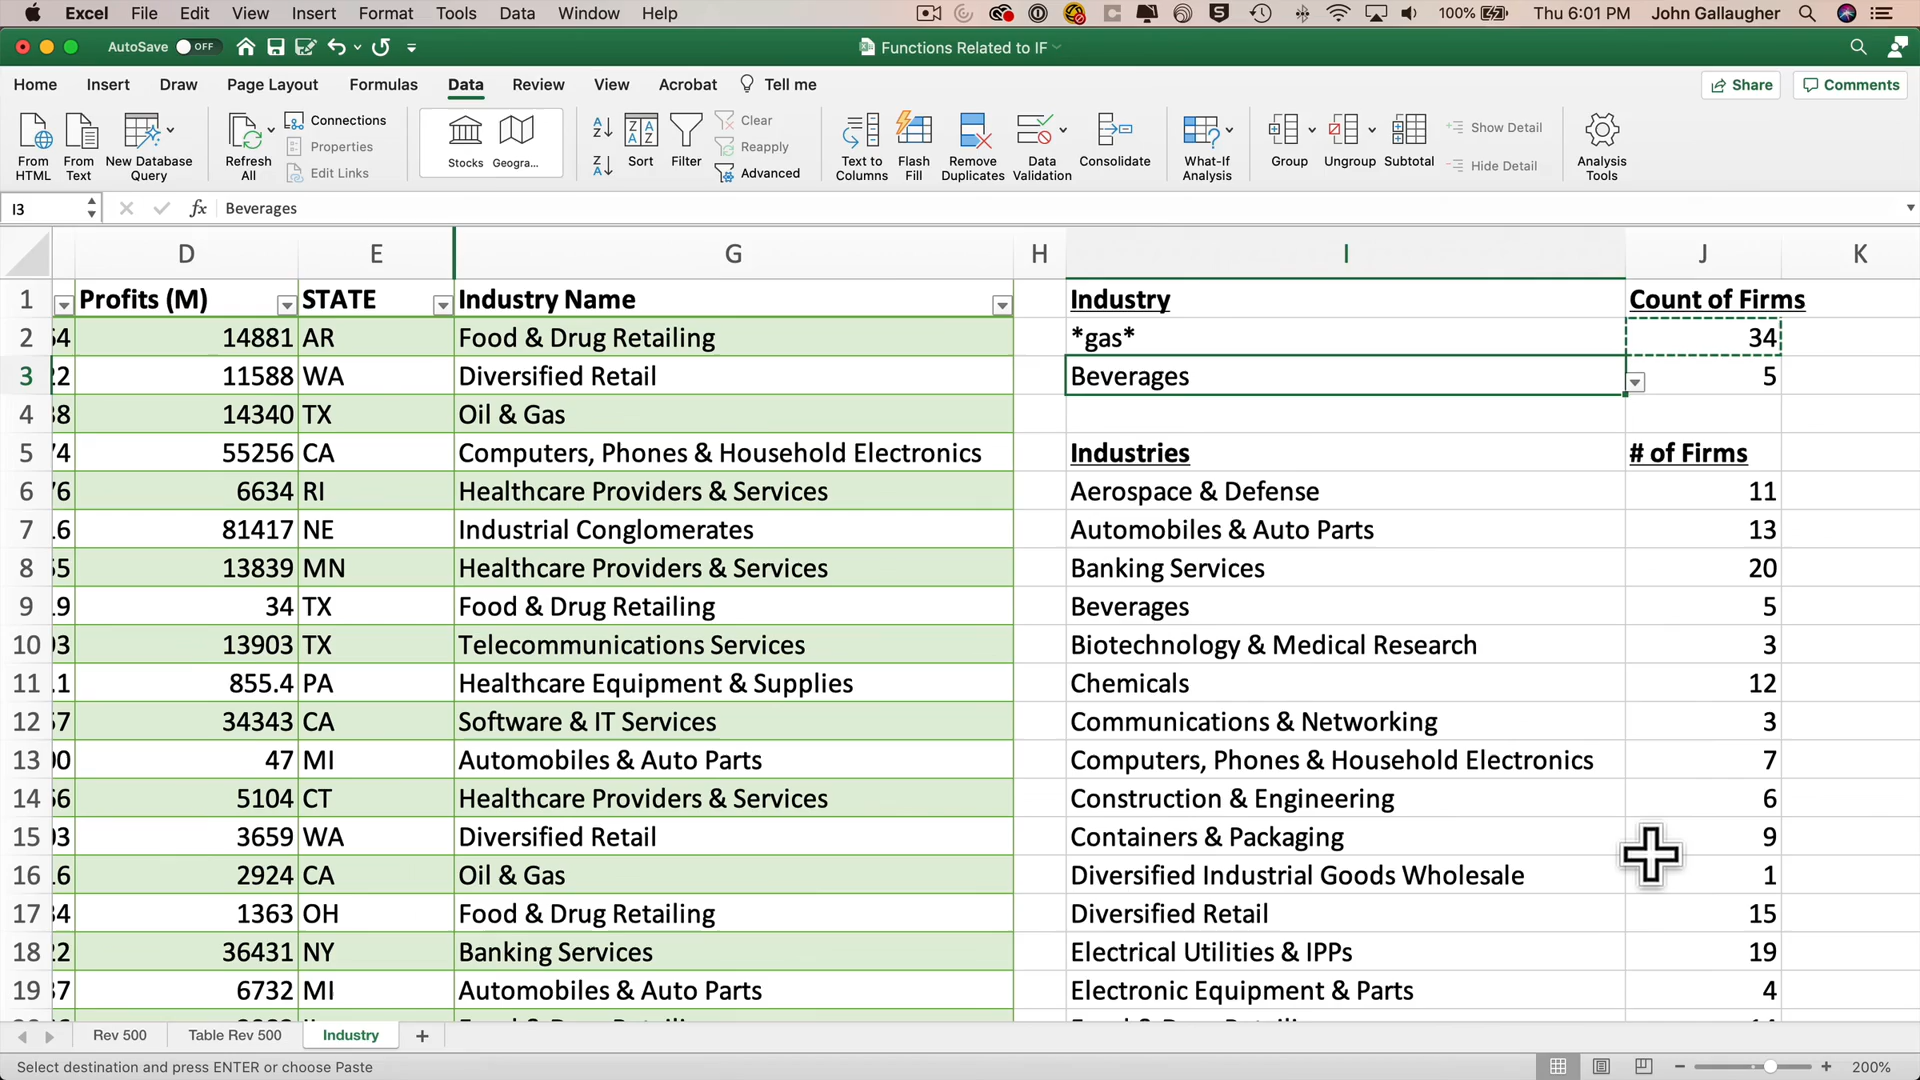 Excel File Edit View Insert Format Tools Data Window Help 100% Thu 6:01 PM John Gallaugher
AutoSave OFF Functions Related to IF
Home Insert Draw Page Layout Formulas Data Review View Acrobat Tell me Share Comments
From HTML
From Text
New Database Query
Refresh All
Connections
Properties
Edit Links
Stocks
Geogra...
Sort
Filter
Clear
Reapply
Advanced
Text to Columns
Flash Fill
Remove Duplicates
Data Validation
Consolidate
What-If Analysis
Group
Ungroup
Subtotal
Show Detail
Hide Detail
Analysis Tools
I3 fx Beverages
D E G H I J K
1 Profits (M) STATE Industry Name Industry Count of Firms
2 14881 AR Food & Drug Retailing *gas* 34
3 11588 WA Diversified Retail Beverages 5
4 14340 TX Oil & Gas
5 55256 CA Computers, Phones & Household Electronics Industries # of Firms
6 6634 RI Healthcare Providers & Services Aerospace & Defense 11
7 81417 NE Industrial Conglomerates Automobiles & Auto Parts 13
8 13839 MN Healthcare Providers & Services Banking Services 20
9 34 TX Food & Drug Retailing Beverages 5
10 13903 TX Telecommunications Services Biotechnology & Medical Research 3
11 855.4 PA Healthcare Equipment & Supplies Chemicals 12
12 34343 CA Software & IT Services Communications & Networking 3
13 47 MI Automobiles & Auto Parts Computers, Phones & Household Electronics 7
14 5104 CT Healthcare Providers & Services Construction & Engineering 6
15 3659 WA Diversified Retail Containers & Packaging 9
16 2924 CA Oil & Gas Diversified Industrial Goods Wholesale 1
17 1363 OH Food & Drug Retailing Diversified Retail 15
18 36431 NY Banking Services Electrical Utilities & IPPs 19
19 6732 MI Automobiles & Auto Parts Electronic Equipment & Parts 4
Rev 500 Table Rev 500 Industry
Select destination and press ENTER or choose Paste 200%